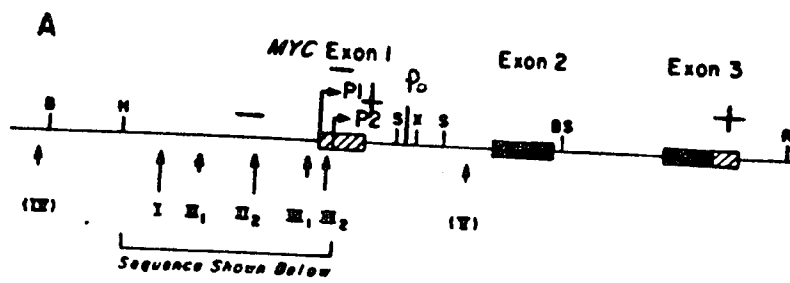 A
MYC Exon 1
Exon 2
Exon 3
P1
P0
P2
B
H
S
X
S
BS
R
(IV)
I
II1
II2
III1
III2
(V)
Sequence Shown Below